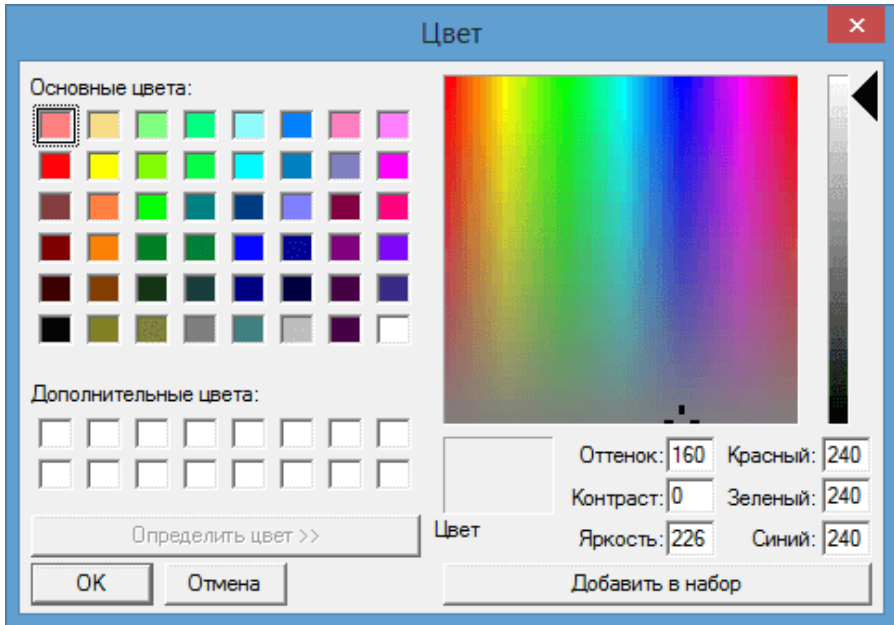 Цвет
Основные цвета:
Дополнительные цвета:
Определить цвет >>
OK
Отмена
Цвет
Оттенок: 160
Красный: 240
Контраст: 0
Зеленый: 240
Яркость: 226
Синий: 240
Добавить в набор